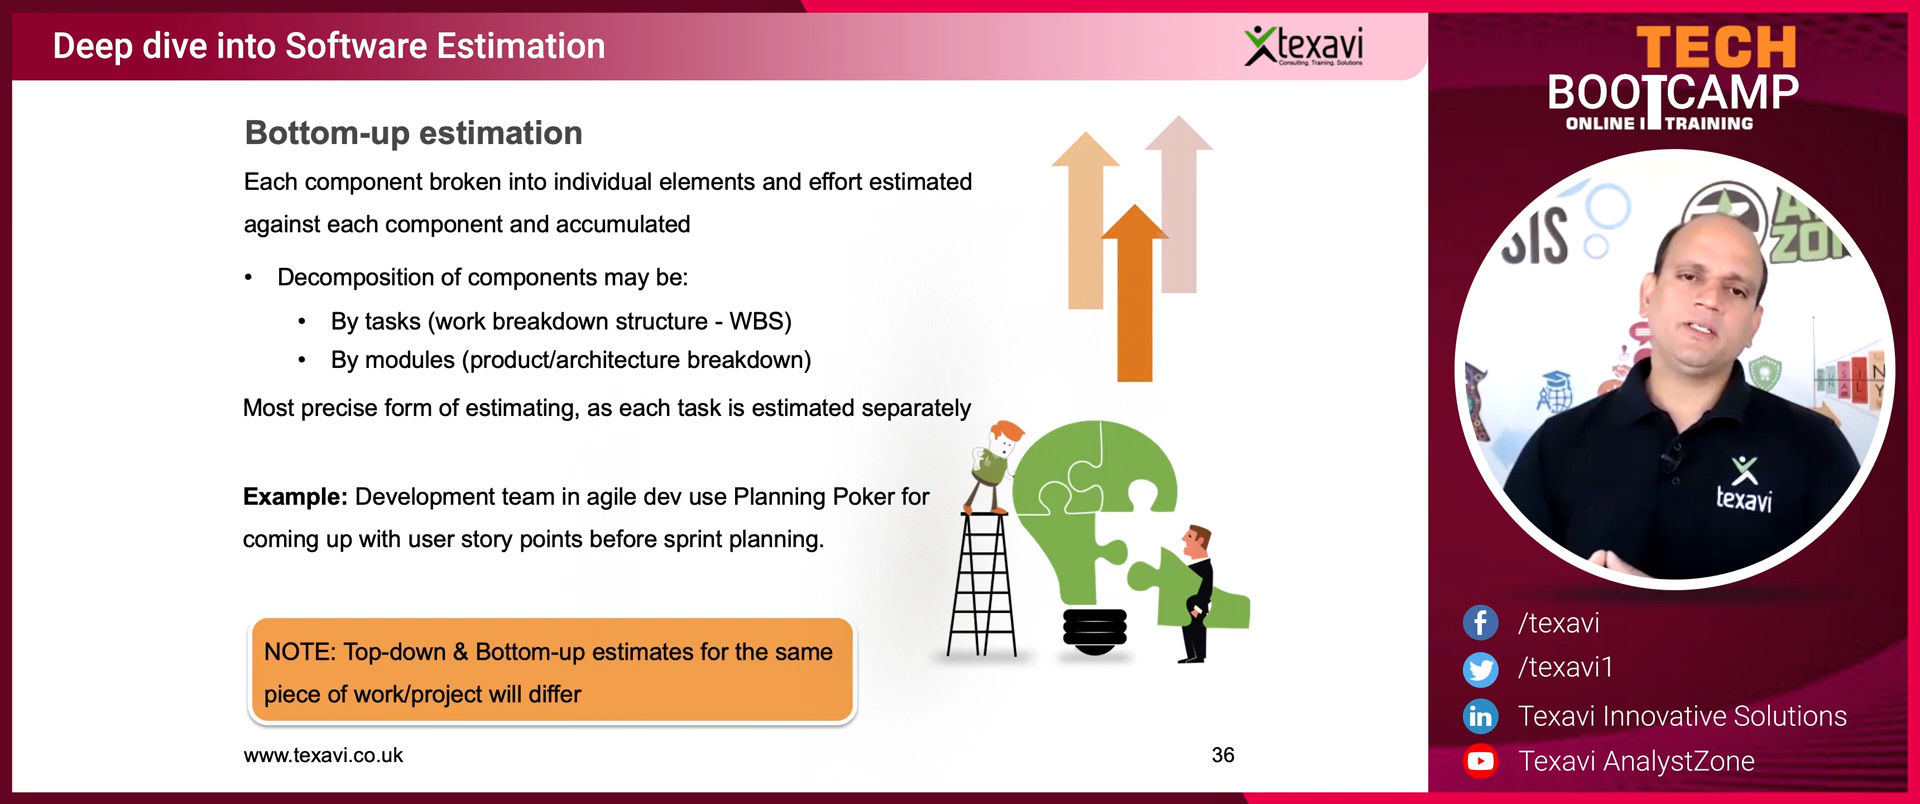 Deep dive into Software Estimation
texavi
Consulting. Training. Solutions
Bottom-up estimation
Each component broken into individual elements and effort estimated
against each component and accumulated
• Decomposition of components may be:
• By tasks (work breakdown structure - WBS)
• By modules (product/architecture breakdown)
Most precise form of estimating, as each task is estimated separately
Example: Development team in agile dev use Planning Poker for
coming up with user story points before sprint planning.
NOTE: Top-down & Bottom-up estimates for the same
piece of work/project will differ
www.texavi.co.uk
36
TECH
BOOTCAMP
ONLINE IT TRAINING
SIS
texavi
/texavi
/texavi1
Texavi Innovative Solutions
Texavi AnalystZone